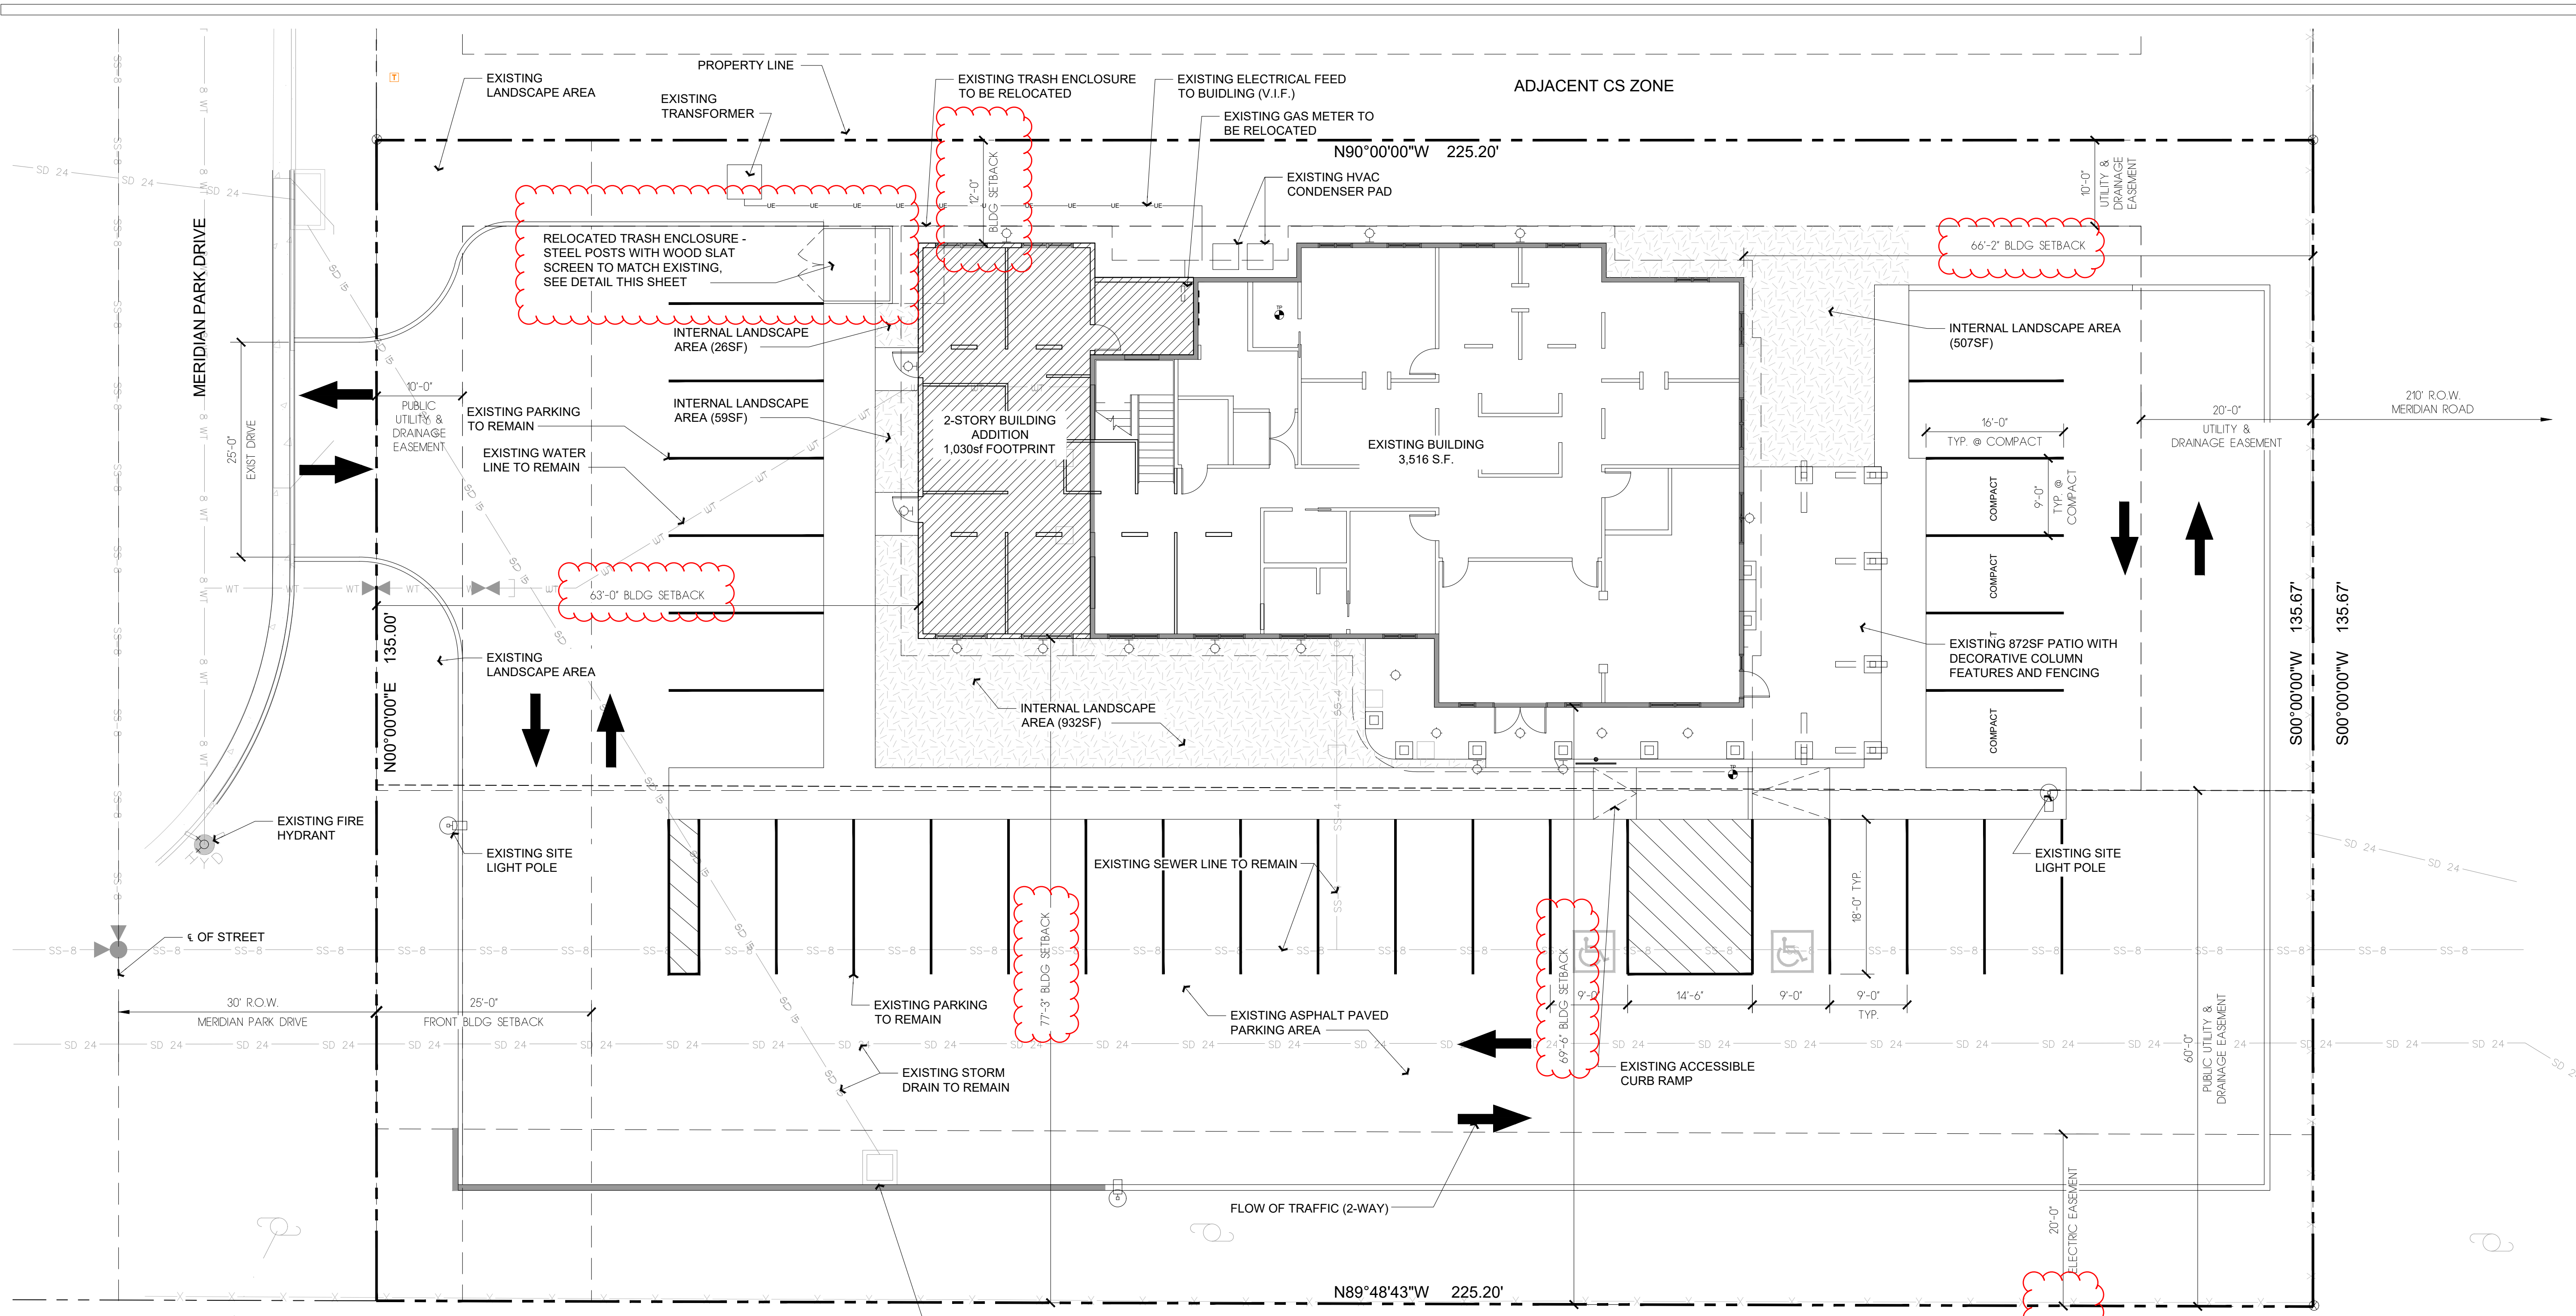 EXISTING
LANDSCAPE AREA
PROPERTY LINE
EXISTING
TRANSFORMER
EXISTING TRASH ENCLOSURE
TO BE RELOCATED
EXISTING ELECTRICAL FEED
TO BUIDLING (V.I.F.)
EXISTING GAS METER TO
BE RELOCATED
ADJACENT CS ZONE
N90°00'00"W 225.20'
EXISTING HVAC
CONDENSER PAD
T
12'-0"
BLDG SETBACK
10'-0"
UTILITY &
DRAINAGE
EASEMENT
66'-2" BLDG SETBACK
MERIDIAN PARK DRIVE
RELOCATED TRASH ENCLOSURE -
STEEL POSTS WITH WOOD SLAT
SCREEN TO MATCH EXISTING,
SEE DETAIL THIS SHEET
INTERNAL LANDSCAPE
AREA (26SF)
INTERNAL LANDSCAPE
AREA (59SF)
INTERNAL LANDSCAPE AREA
(507SF)
10'-0"
PUBLIC
UTILITY &
DRAINAGE
EASEMENT
25'-0"
EXIST DRIVE
EXISTING PARKING
TO REMAIN
EXISTING WATER
LINE TO REMAIN
2-STORY BUILDING
ADDITION
1,030sf FOOTPRINT
EXISTING BUILDING
3,516 S.F.
16'-0"
TYP. @ COMPACT
9'-0"
TYP. @
COMPACT
COMPACT
COMPACT
COMPACT
COMPACT
20'-0"
UTILITY &
DRAINAGE EASEMENT
210' R.O.W.
MERIDIAN ROAD
63'-0" BLDG SETBACK
N00°00'00"E 135.00'
S00°00'00"W 135.67'
S00°00'00"W 135.67'
EXISTING
LANDSCAPE AREA
EXISTING 872SF PATIO WITH
DECORATIVE COLUMN
FEATURES AND FENCING
INTERNAL LANDSCAPE
AREA (932SF)
EXISTING FIRE
HYDRANT
HYD
EXISTING SITE
LIGHT POLE
EXISTING SEWER LINE TO REMAIN
18'-0" TYP.
EXISTING SITE
LIGHT POLE
℄ OF STREET
77'-3" BLDG SETBACK
69'-6" BLDG SETBACK
30' R.O.W.
MERIDIAN PARK DRIVE
25'-0"
FRONT BLDG SETBACK
EXISTING PARKING
TO REMAIN
EXISTING ASPHALT PAVED
PARKING AREA
9'-0"
14'-6"
9'-0"
9'-0"
TYP.
EXISTING STORM
DRAIN TO REMAIN
EXISTING ACCESSIBLE
CURB RAMP
60'-0"
PUBLIC UTILITY &
DRAINAGE EASEMENT
FLOW OF TRAFFIC (2-WAY)
20'-0"
ELECTRIC EASEMENT
N89°48'43"W 225.20'